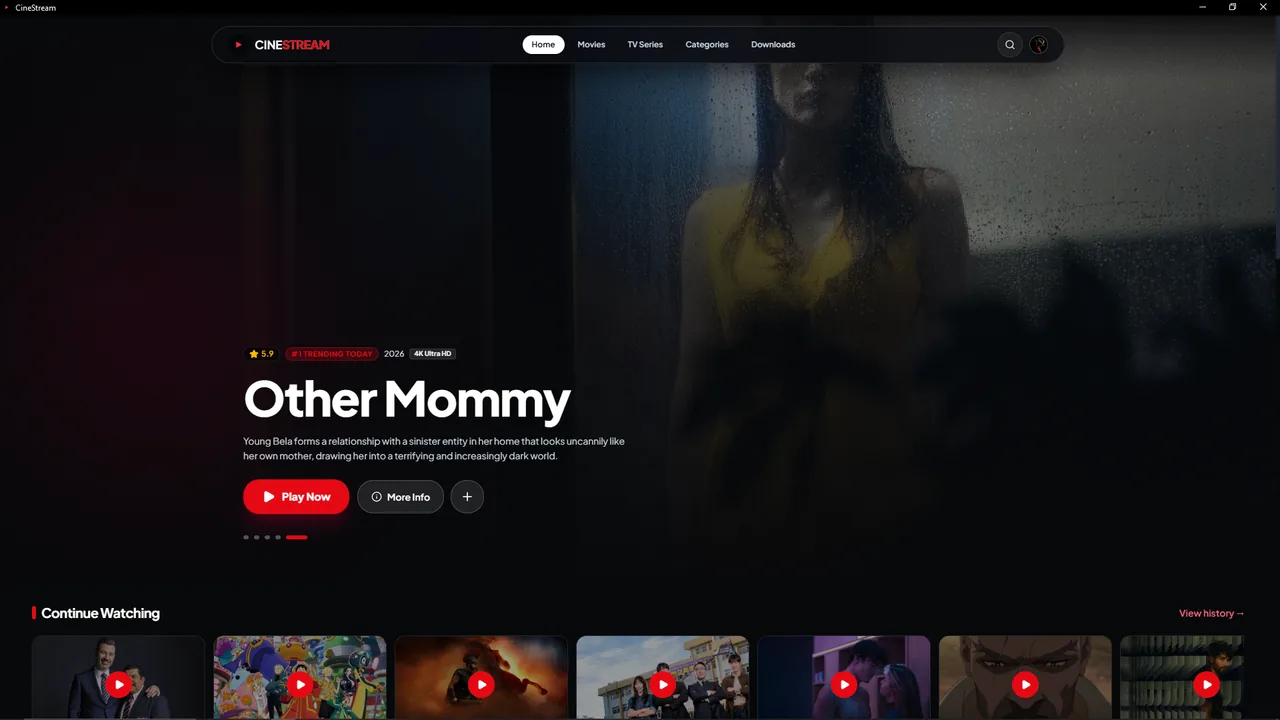 CineStream
CINESTREAM
Home
Movies
TV Series
Categories
Downloads
5.9
#1 TRENDING TODAY
2026
4K Ultra HD
Other Mommy
Young Bela forms a relationship with a sinister entity in her home that looks uncannily like
her own mother, drawing her into a terrifying and increasingly dark world.
Play Now
More Info
Continue Watching
View history →